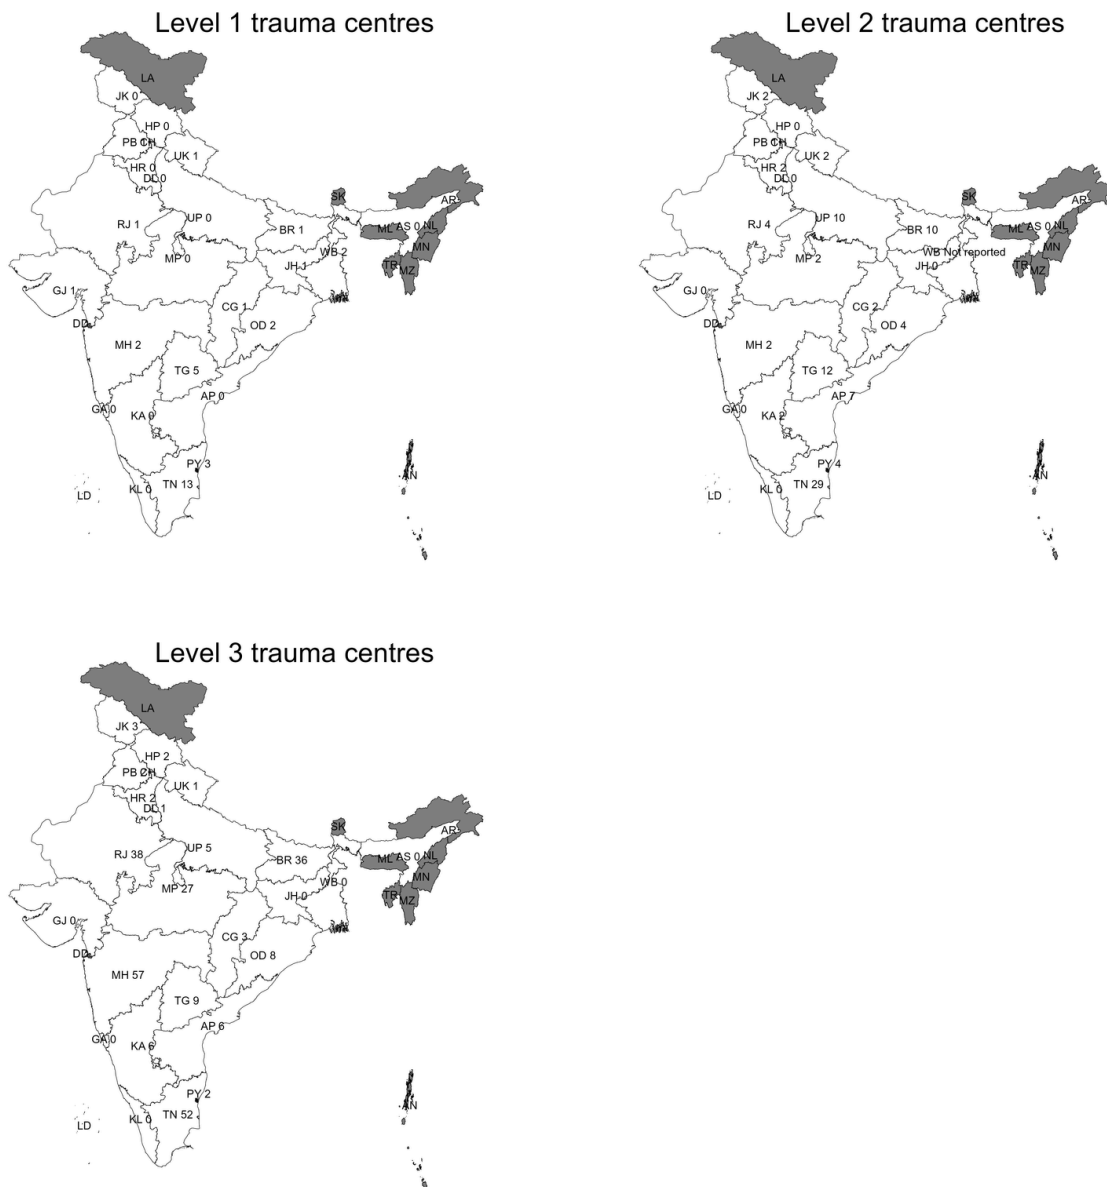 Level 1 trauma centres
LA
JK 0
HP 0
PB CH
UK 1
HR 0
DL 0
SK
AR
RJ 1
UP 0
BR 1
ML
AS 0
NL
MN
WB 2
MP 0
JH 1
TR
MZ
GJ 1
CG 1
OD 2
DD
MH 2
TG 5
AP 0
GA 0
KA 0
PY 3
TN 13
KL 0
LD
AN
Level 2 trauma centres
LA
JK 2
HP 0
PB CH
UK 2
HR 2
DL 0
SK
AR
RJ 4
UP 10
BR 10
ML
AS 0
NL
MN
WB Not reported
MP 2
JH 0
TR
MZ
GJ 0
CG 2
OD 4
DD
MH 2
TG 12
AP 7
GA 0
KA 2
PY 4
TN 29
KL 0
LD
AN
Level 3 trauma centres
LA
JK 3
HP 2
PB CH
UK 1
HR 2
DL 1
SK
AR
RJ 38
UP 5
BR 36
ML
AS 0
NL
MN
WB 0
MP 27
JH 0
TR
MZ
GJ 0
CG 3
OD 8
DD
MH 57
TG 9
AP 6
GA 0
KA 6
PY 2
TN 52
KL 0
LD
AN